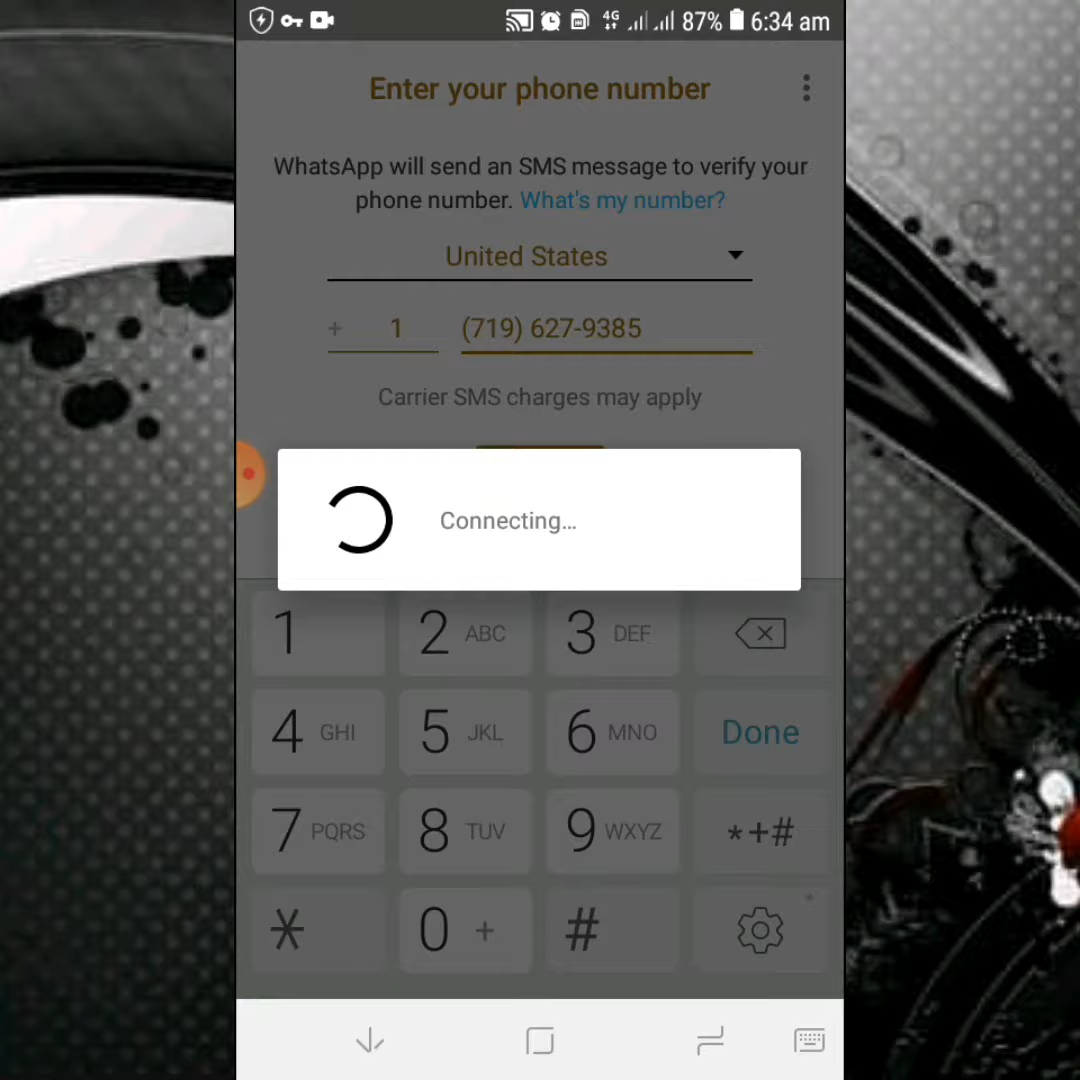 4G 87% 6:34 am
Enter your phone number
WhatsApp will send an SMS message to verify your
phone number. What's my number?
United States
+ 1 (719) 627-9385
Carrier SMS charges may apply
Connecting...
1 2 ABC 3 DEF
4 GHI 5 JKL 6 MNO Done
7 PQRS 8 TUV 9 WXYZ *+#
* 0 + #